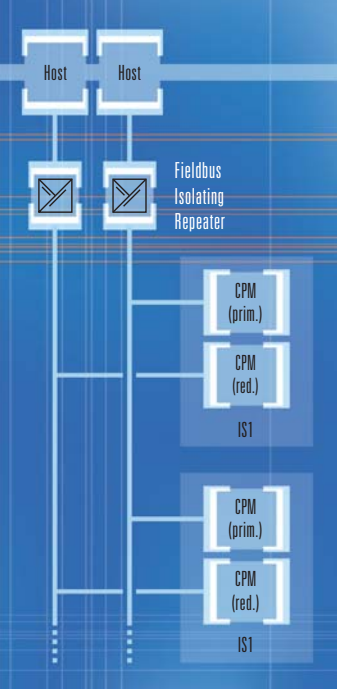 Host
Host
Fieldbus
Isolating
Repeater
CPM
(prim.)
CPM
(red.)
IS1
CPM
(prim.)
CPM
(red.)
IS1